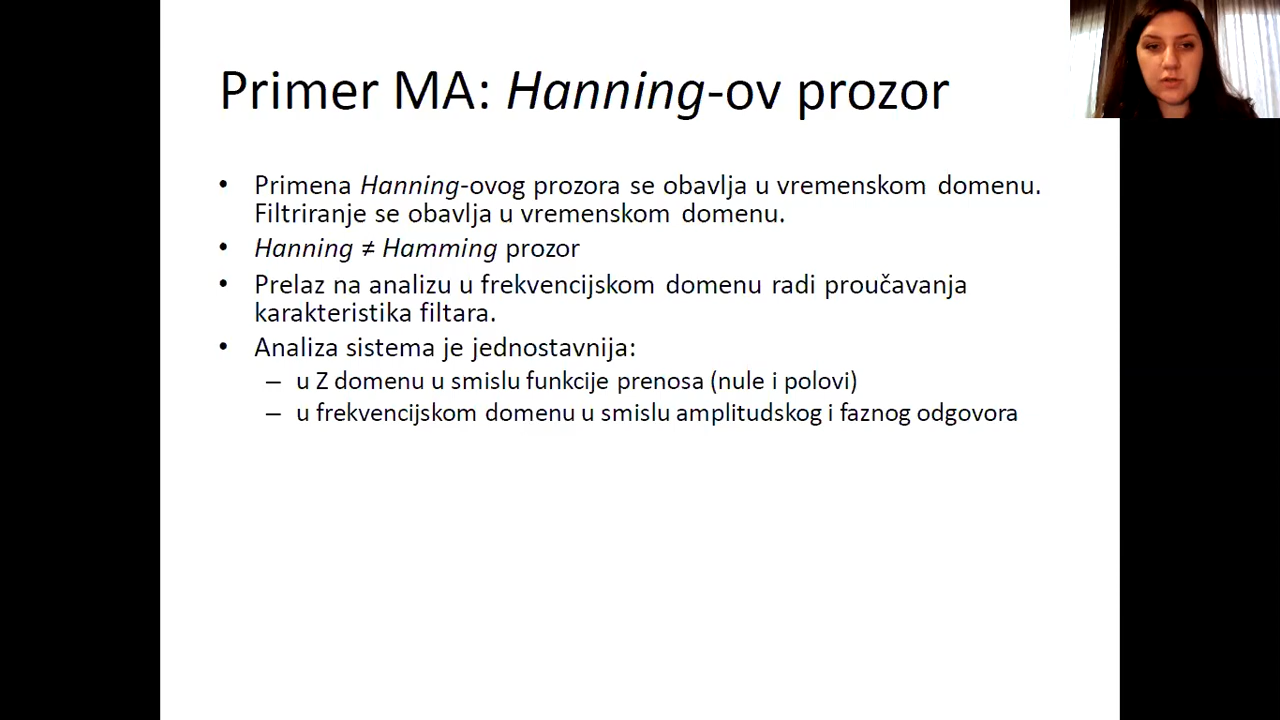 Primer MA: Hanning-ov prozor
• Primena Hanning-ovog prozora se obavlja u vremenskom domenu.
Filtriranje se obavlja u vremenskom domenu.
• Hanning ≠ Hamming prozor
• Prelaz na analizu u frekvencijskom domenu radi proučavanja
karakteristika filtara.
• Analiza sistema je jednostavnija:
– u Z domenu u smislu funkcije prenosa (nule i polovi)
– u frekvencijskom domenu u smislu amplitudskog i faznog odgovora